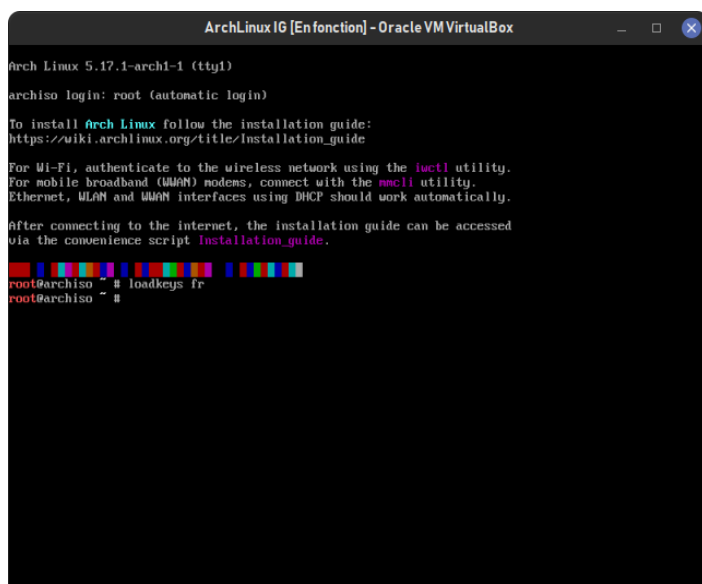 ArchLinux IG [En fonction] - Oracle VM VirtualBox
Arch Linux 5.17.1-arch1-1 (tty1)
archiso login: root (automatic login)
To install Arch Linux follow the installation guide:
https://wiki.archlinux.org/title/Installation_guide
For Wi-Fi, authenticate to the wireless network using the iwctl utility.
For mobile broadband (WWAN) modems, connect with the mmcli utility.
Ethernet, WLAN and WWAN interfaces using DHCP should work automatically.
After connecting to the internet, the installation guide can be accessed
via the convenience script Installation_guide.
root@archiso ~ # loadkeys fr
root@archiso ~ #